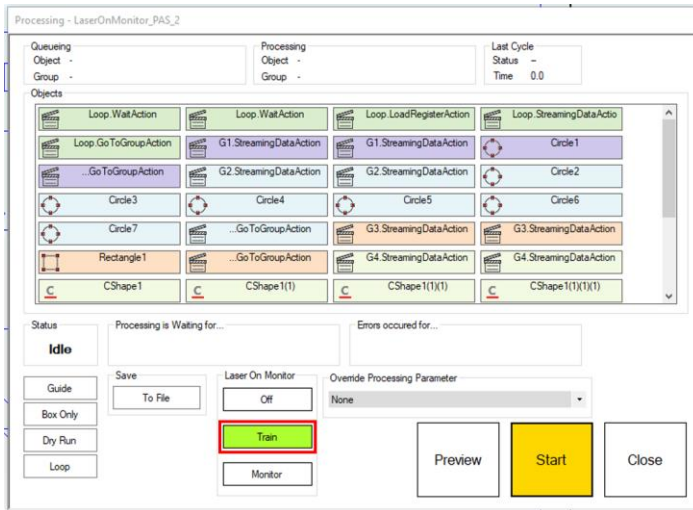 Processing - LaserOnMonitor_PAS_2
Queueing
Object -
Group -
Processing
Object -
Group -
Last Cycle
Status –
Time 0.0
Objects
Loop.WaitAction
Loop.WaitAction
Loop.LoadRegisterAction
Loop.StreamingDataActio
Loop.GoToGroupAction
G1.StreamingDataAction
G1.StreamingDataAction
Circle1
...GoToGroupAction
G2.StreamingDataAction
G2.StreamingDataAction
Circle2
Circle3
Circle4
Circle5
Circle6
Circle7
...GoToGroupAction
G3.StreamingDataAction
G3.StreamingDataAction
Rectangle1
...GoToGroupAction
G4.StreamingDataAction
G4.StreamingDataAction
C CShape1
C CShape1(1)
C CShape1(1)(1)
C CShape1(1)(1)(1)
Status
Idle
Processing is Waiting for...
Errors occured for...
Guide
Box Only
Dry Run
Loop
Save
To File
Laser On Monitor
Off
Train
Monitor
Override Processing Parameter
None
Preview
Start
Close